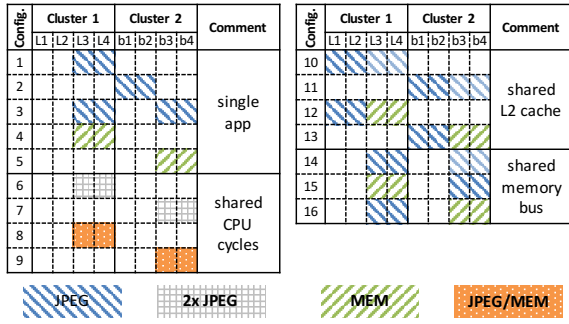 Config.
Cluster 1
Cluster 2
Comment
L1 L2 L3 L4 b1 b2 b3 b4
1
2
3
4
5
single
app
6
7
8
9
shared
CPU
cycles
Config.
Cluster 1
Cluster 2
Comment
L1 L2 L3 L4 b1 b2 b3 b4
10
11
12
13
shared
L2 cache
14
15
16
shared
memory
bus
JPEG
2x JPEG
MEM
JPEG/MEM